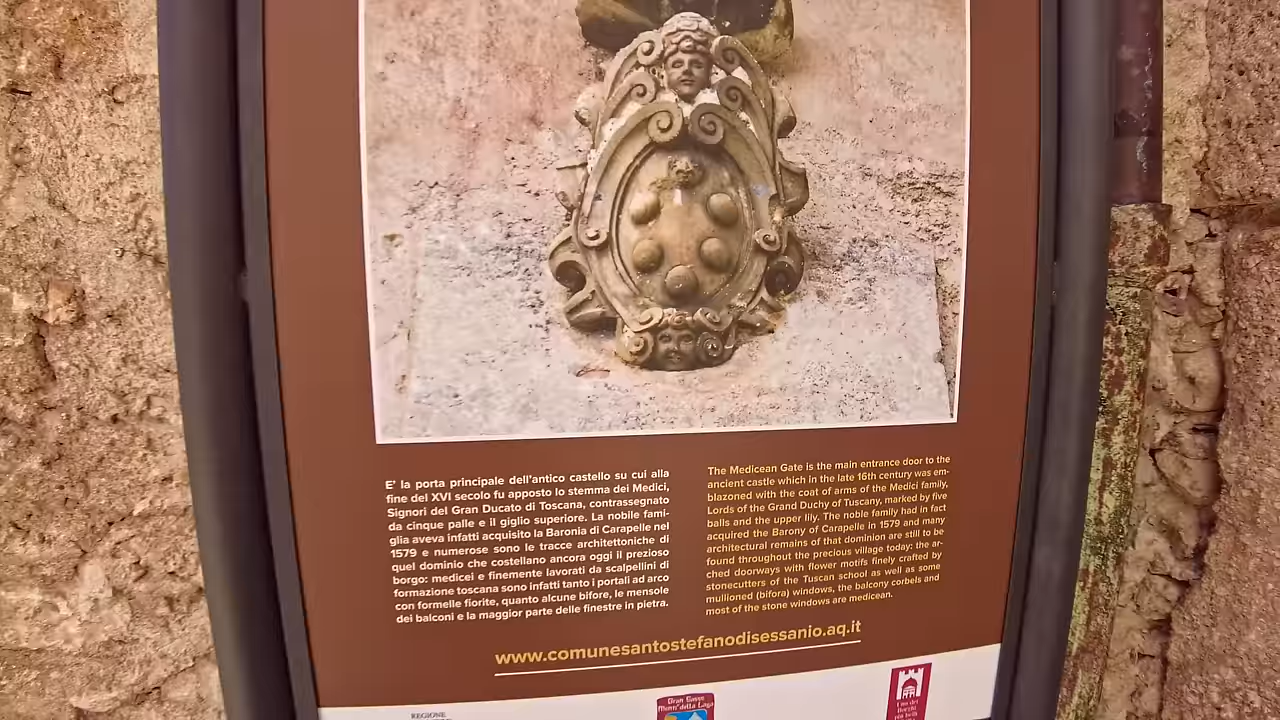 E' la porta principale dell'antico castello su cui alla
fine del XVI secolo fu apposto lo stemma dei Medici,
Signori del Gran Ducato di Toscana, contrassegnato
da cinque palle e il giglio superiore. La nobile fami-
glia aveva infatti acquisito la Baronia di Carapelle nel
1579 e numerose sono le tracce architettoniche di
quel dominio che costellano ancora oggi il prezioso
borgo: medicei e finemente lavorati da scalpellini di
formazione toscana sono infatti tanto i portali ad arco
con formelle fiorite, quanto alcune bifore, le mensole
dei balconi e la maggior parte delle finestre in pietra.
The Medicean Gate is the main entrance door to the
ancient castle which in the late 16th century was em-
blazoned with the coat of arms of the Medici family,
Lords of the Grand Duchy of Tuscany, marked by five
balls and the upper lily. The noble family had in fact
acquired the Barony of Carapelle in 1579 and many
architectural remains of that dominion are still to be
found throughout the precious village today: the ar-
ched doorways with flower motifs finely crafted by
stonecutters of the Tuscan school as well as some
mullioned (bifora) windows, the balcony corbels and
most of the stone windows are medicean.
www.comunesantostefanodisessanio.aq.it
REGIONE
Gran Sasso
Monti della Laga